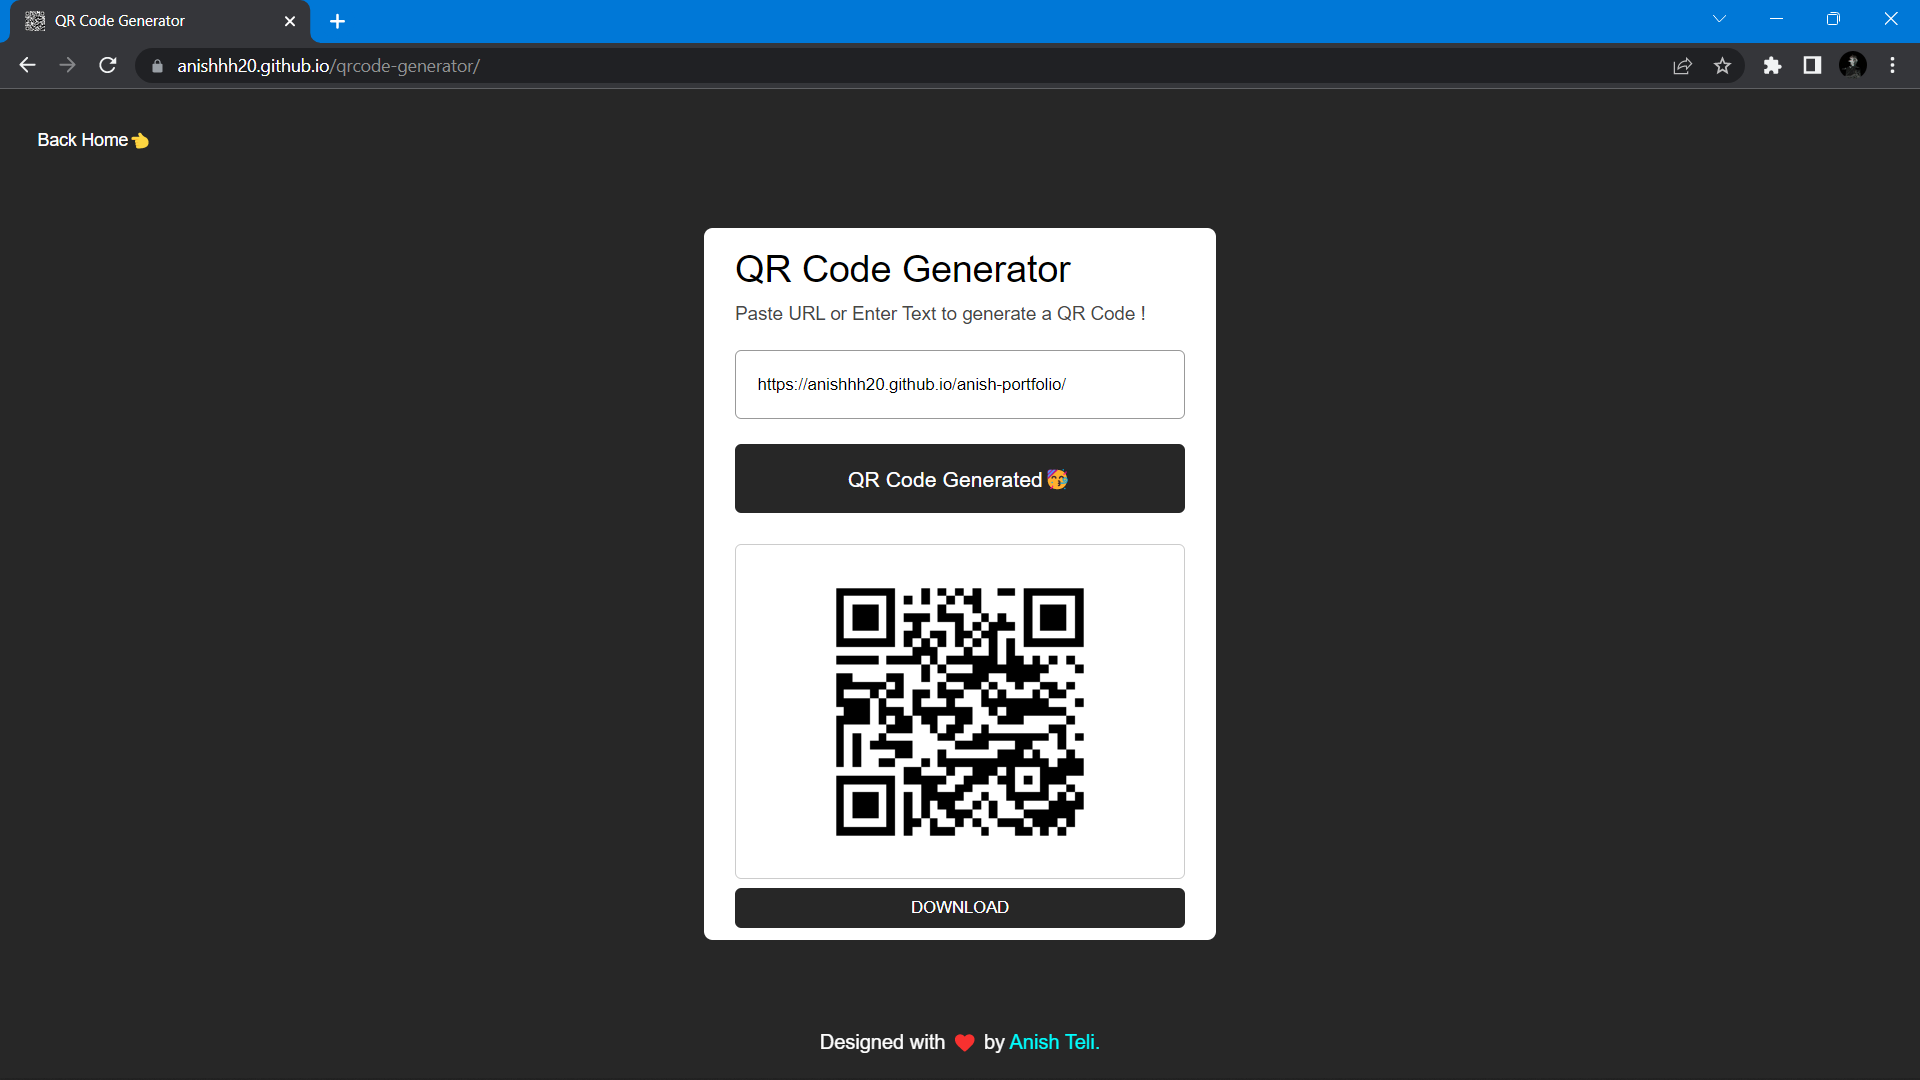 QR Code Generator
anishhh20.github.io/qrcode-generator/
Back Home👈
QR Code Generator
Paste URL or Enter Text to generate a QR Code !
https://anishhh20.github.io/anish-portfolio/
QR Code Generated🥳
DOWNLOAD
Designed with ❤️ by Anish Teli.